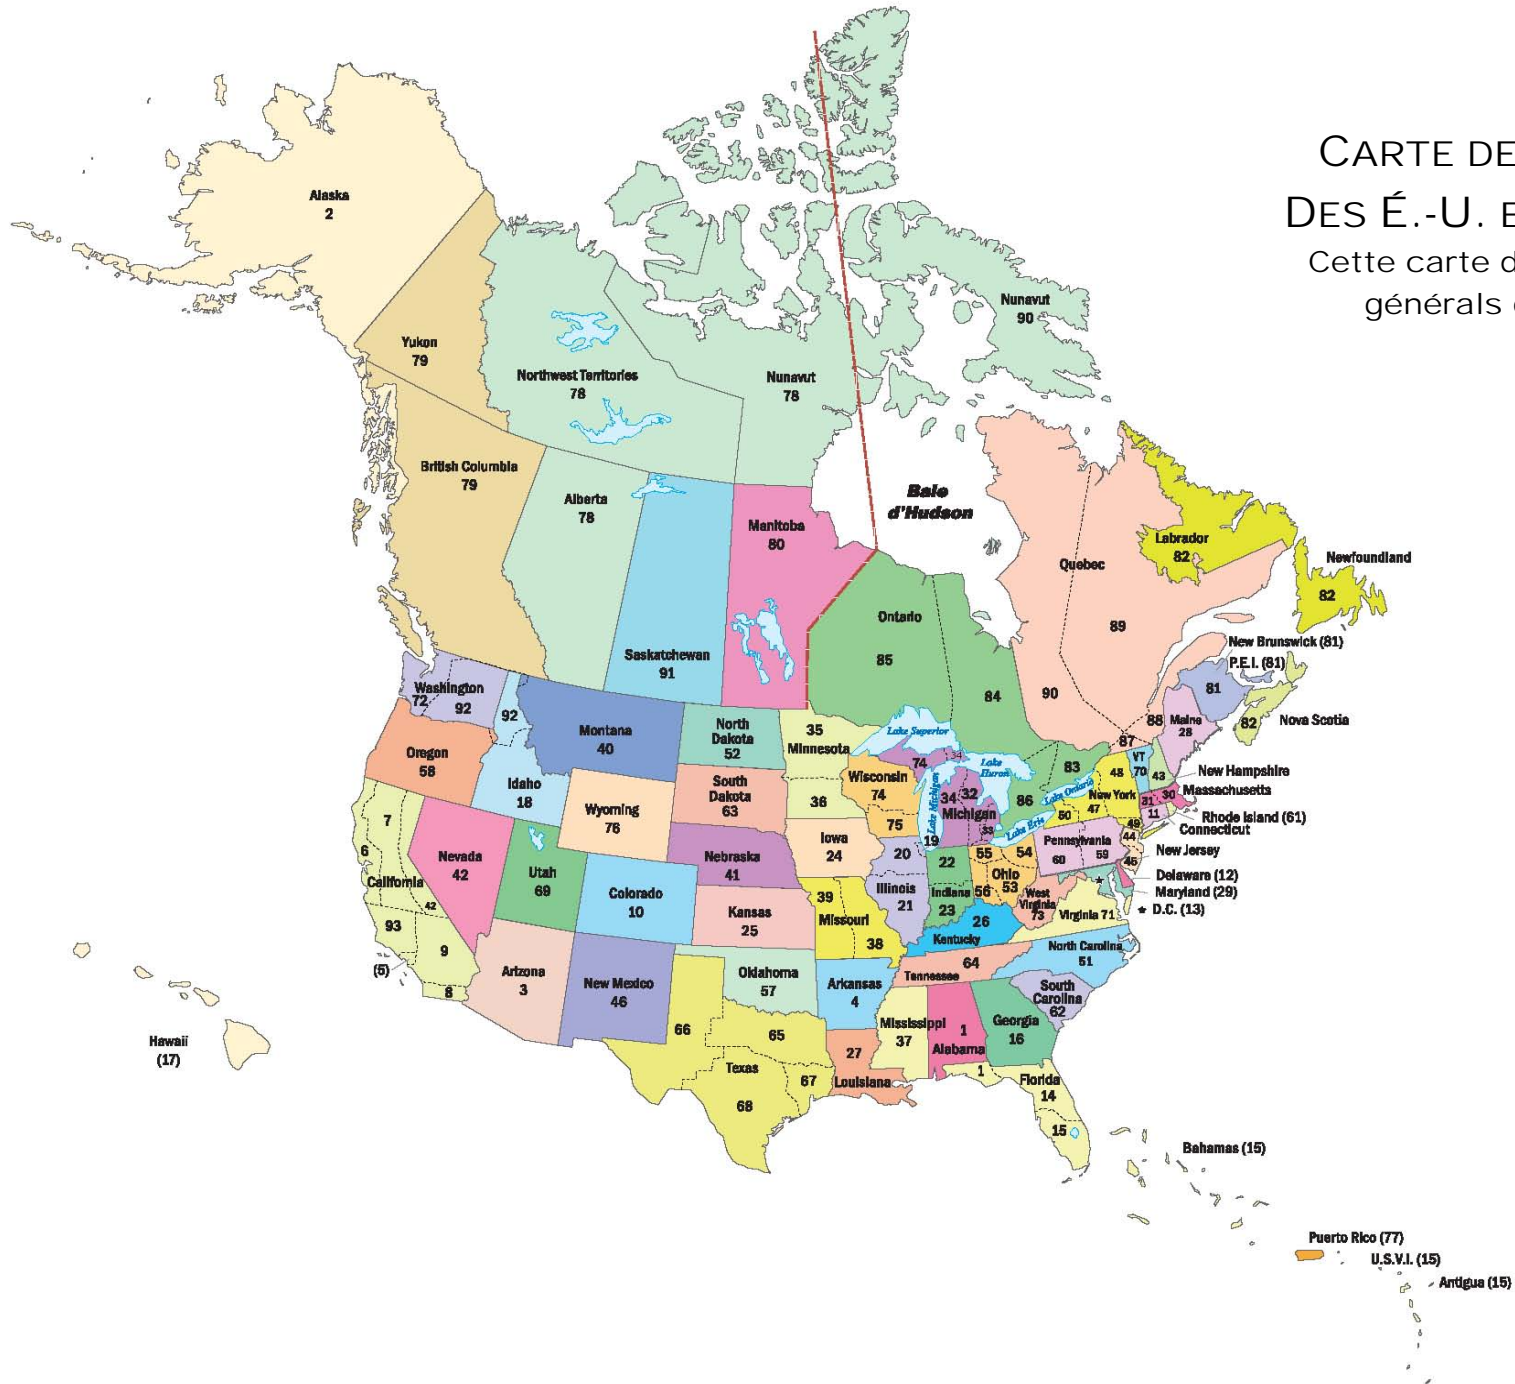 CARTE DE
DES É.-U. E
Cette carte d
générals
Alaska
2
Yukon
79
Northwest Territories
78
Nunavut
78
Nunavut
90
British Columbia
79
Alberta
78
Saskatchewan
91
Manitoba
80
Baie
d'Hudson
Ontario
85
84
Quebec
89
90
Labrador
82
Newfoundland
82
New Brunswick (81)
P.E.I. (81)
81
82
Nova Scotia
88
87
Maine
28
83
86
Washington
72
92
92
Oregon
58
Idaho
18
Montana
40
North
Dakota
52
South
Dakota
63
35
Minnesota
36
Lake Superior
74
34
Lake
Huron
Lake Michigan
Lake Ontario
Lake Erie
Wisconsin
74
75
34
32
Michigan
33
19
48
New York
47
50
49
VT
70
43
New Hampshire
30
31
Massachusetts
11
Rhode Island (61)
Connecticut
44
45
New Jersey
Pennsylvania
60
59
Delaware (12)
Maryland (29)
★ D.C. (13)
Wyoming
76
7
6
California
42
93
9
(5)
8
Nevada
42
Utah
69
Colorado
10
Nebraska
41
Kansas
25
Iowa
24
20
Illinois
21
22
Indiana
23
55
54
Ohio
56
53
West
Virginia
73
Virginia 71
39
Missouri
38
26
Kentucky
64
Tennessee
North Carolina
51
South
Carolina
62
Arizona
3
New Mexico
46
Oklahoma
57
Arkansas
4
66
65
Texas
67
68
27
Louisiana
Mississippi
37
1
Alabama
Georgia
16
1
Florida
14
15
Hawaii
(17)
Bahamas (15)
Puerto Rico (77)
U.S.V.I. (15)
Antigua (15)